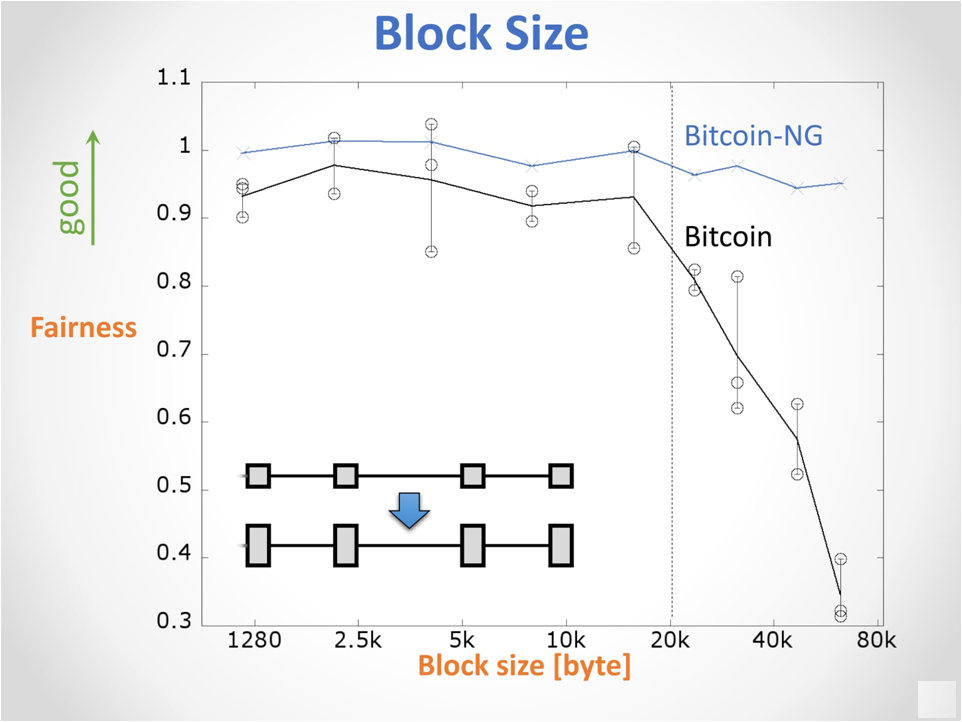 Block Size
1.1
1
0.9
0.8
0.7
0.6
0.5
0.4
0.3
good
Fairness
Bitcoin-NG
Bitcoin
1280 2.5k 5k 10k 20k 40k 80k
Block size [byte]